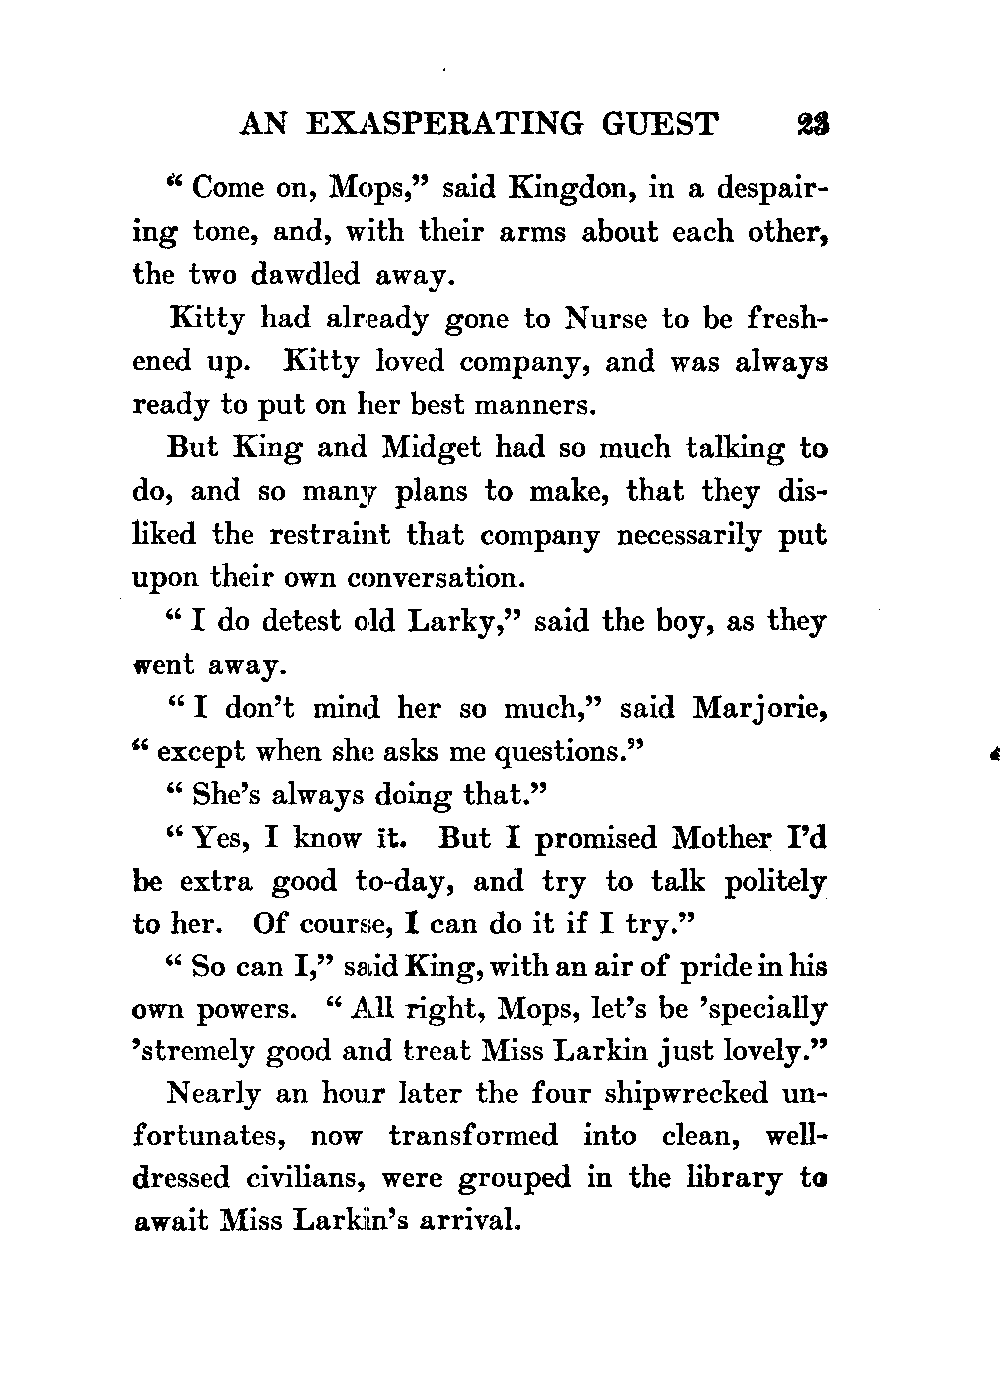 AN EXASPERATING GUEST 23
“ Come on, Mops,” said Kingdon, in a despair-
ing tone, and, with their arms about each other,
the two dawdled away.
Kitty had already gone to Nurse to be fresh-
ened up. Kitty loved company, and was always
ready to put on her best manners.
But King and Midget had so much talking to
do, and so many plans to make, that they dis-
liked the restraint that company necessarily put
upon their own conversation.
“ I do detest old Larky,” said the boy, as they
went away.
“ I don’t mind her so much,” said Marjorie,
“ except when she asks me questions.”
“ She’s always doing that.”
“ Yes, I know it. But I promised Mother I’d
be extra good to-day, and try to talk politely
to her. Of course, I can do it if I try.”
“ So can I,” said King, with an air of pride in his
own powers. “ All right, Mops, let’s be ’specially
’stremely good and treat Miss Larkin just lovely.”
Nearly an hour later the four shipwrecked un-
fortunates, now transformed into clean, well-
dressed civilians, were grouped in the library to
await Miss Larkin’s arrival.